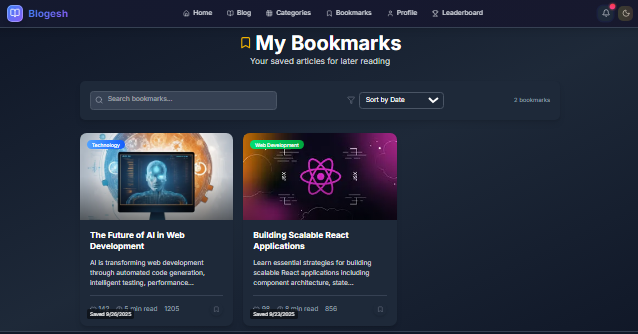 Blogesh
Home Blog Categories Bookmarks Profile Leaderboard
My Bookmarks
Your saved articles for later reading
Search bookmarks...
Sort by Date
2 bookmarks
Technology
Web Development
JSX
JSX
The Future of AI in Web
Development
AI is transforming web development
through automated code generation,
intelligent testing, performance...
142 5 min read 1205
Saved 9/26/2025
Building Scalable React
Applications
Learn essential strategies for building
scalable React applications including
component architecture, state...
98 8 min read 856
Saved 9/23/2025